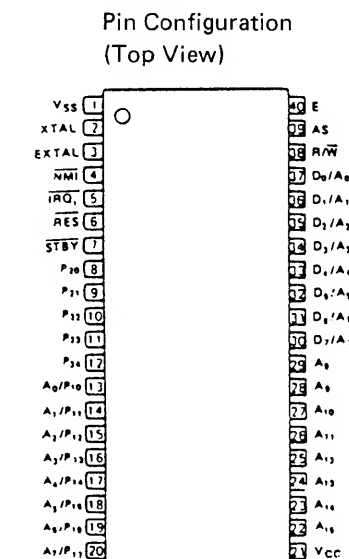 Pin Configuration
(Top View)
VSS 1
XTAL 2
EXTAL 3
NMI 4
IRQ1 5
RES 6
STBY 7
P20 8
P21 9
P22 10
P23 11
P24 12
A0/P10 13
A1/P11 14
A2/P12 15
A3/P13 16
A4/P14 17
A5/P15 18
A6/P16 19
A7/P17 20
40 E
39 AS
38 R/W
37 D0/A0
36 D1/A1
35 D2/A2
34 D3/A3
33 D4/A4
32 D5/A5
31 D6/A6
30 D7/A
29 A8
28 A9
27 A10
26 A11
25 A12
24 A13
23 A14
22 A15
21 VCC